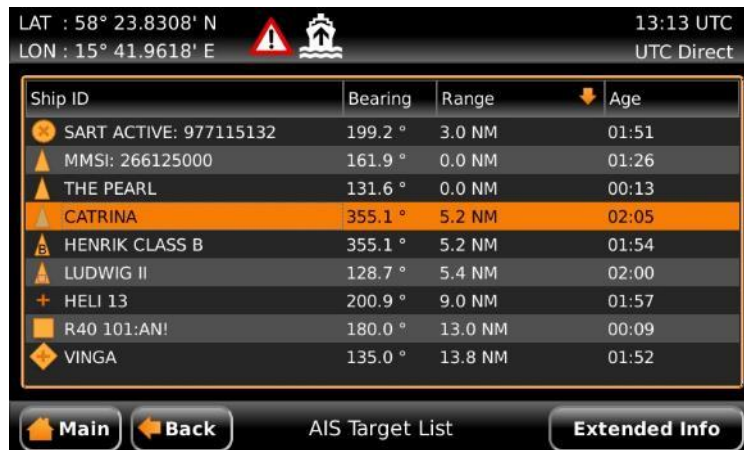 LAT : 58° 23.8308' N
LON : 15° 41.9618' E
13:13 UTC
UTC Direct
Ship ID Bearing Range Age
SART ACTIVE: 977115132 199.2 ° 3.0 NM 01:51
MMSI: 266125000 161.9 ° 0.0 NM 01:26
THE PEARL 131.6 ° 0.0 NM 00:13
CATRINA 355.1 ° 5.2 NM 02:05
B HENRIK CLASS B 355.1 ° 5.2 NM 01:54
LUDWIG II 128.7 ° 5.4 NM 02:00
HELI 13 200.9 ° 9.0 NM 01:57
R40 101:AN! 180.0 ° 13.0 NM 00:09
VINGA 135.0 ° 13.8 NM 01:52
Main Back AIS Target List Extended Info